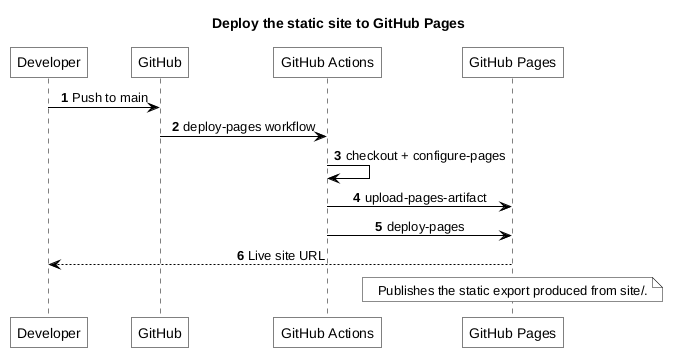 Deploy the static site to GitHub Pages
Developer GitHub GitHub Actions GitHub Pages
1 Push to main
2 deploy-pages workflow
3 checkout + configure-pages
4 upload-pages-artifact
5 deploy-pages
6 Live site URL
Publishes the static export produced from site/.
Developer GitHub GitHub Actions GitHub Pages